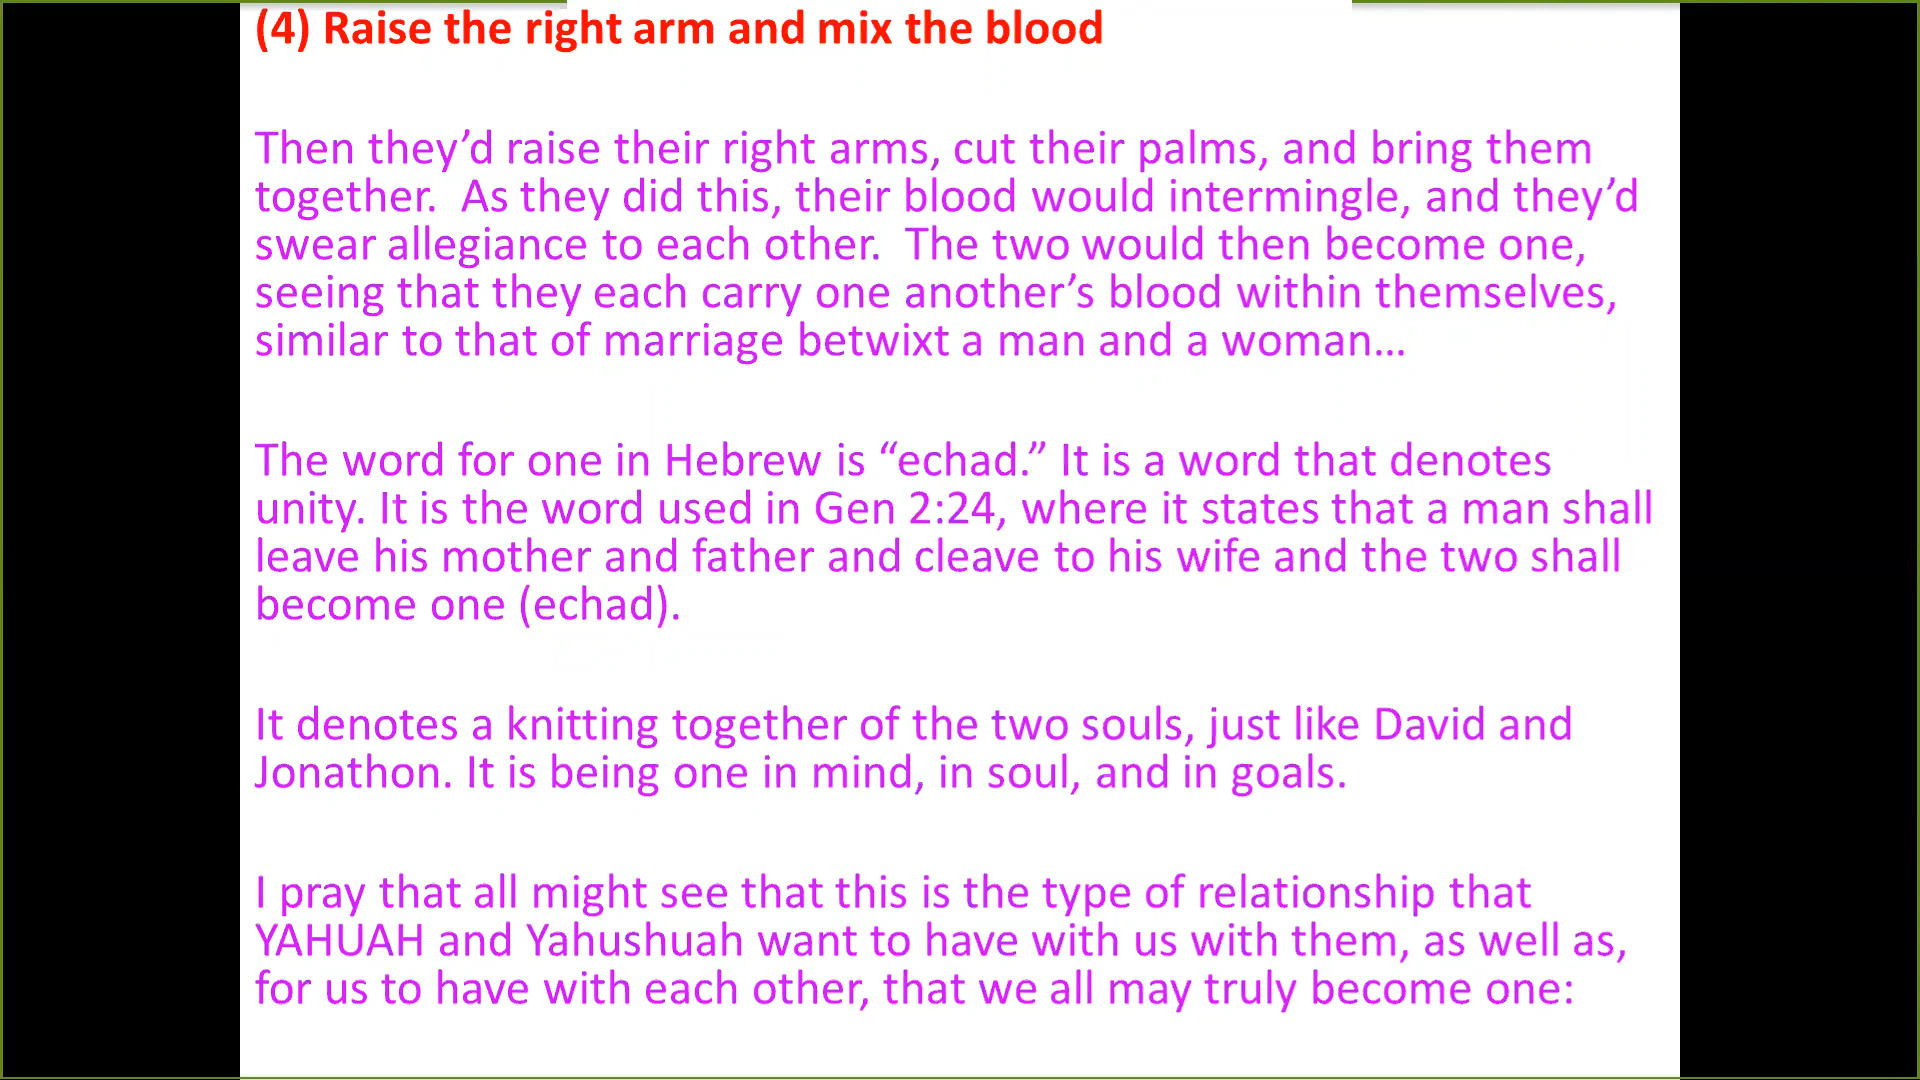 (4) Raise the right arm and mix the blood
Then they’d raise their right arms, cut their palms, and bring them
together.  As they did this, their blood would intermingle, and they’d
swear allegiance to each other.  The two would then become one,
seeing that they each carry one another’s blood within themselves,
similar to that of marriage betwixt a man and a woman…
The word for one in Hebrew is “echad.” It is a word that denotes
unity. It is the word used in Gen 2:24, where it states that a man shall
leave his mother and father and cleave to his wife and the two shall
become one (echad).
It denotes a knitting together of the two souls, just like David and
Jonathon. It is being one in mind, in soul, and in goals.
I pray that all might see that this is the type of relationship that
YAHUAH and Yahushuah want to have with us with them, as well as,
for us to have with each other, that we all may truly become one: